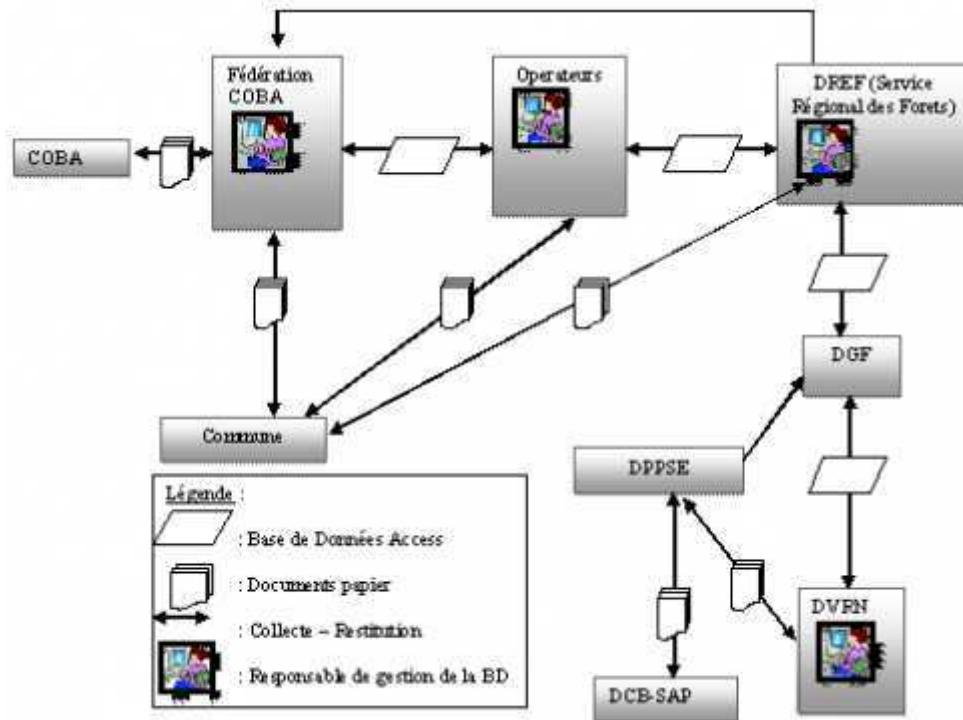 Fédération
COBA
Operateurs
DREF (Service
Régional des Forets)
COBA
DGF
Commune
DPPSE
Légende :
: Base de Données Access
: Documents papier
: Collecte – Restitution
: Responsable de gestion de la BD
DVRN
DCB-SAP